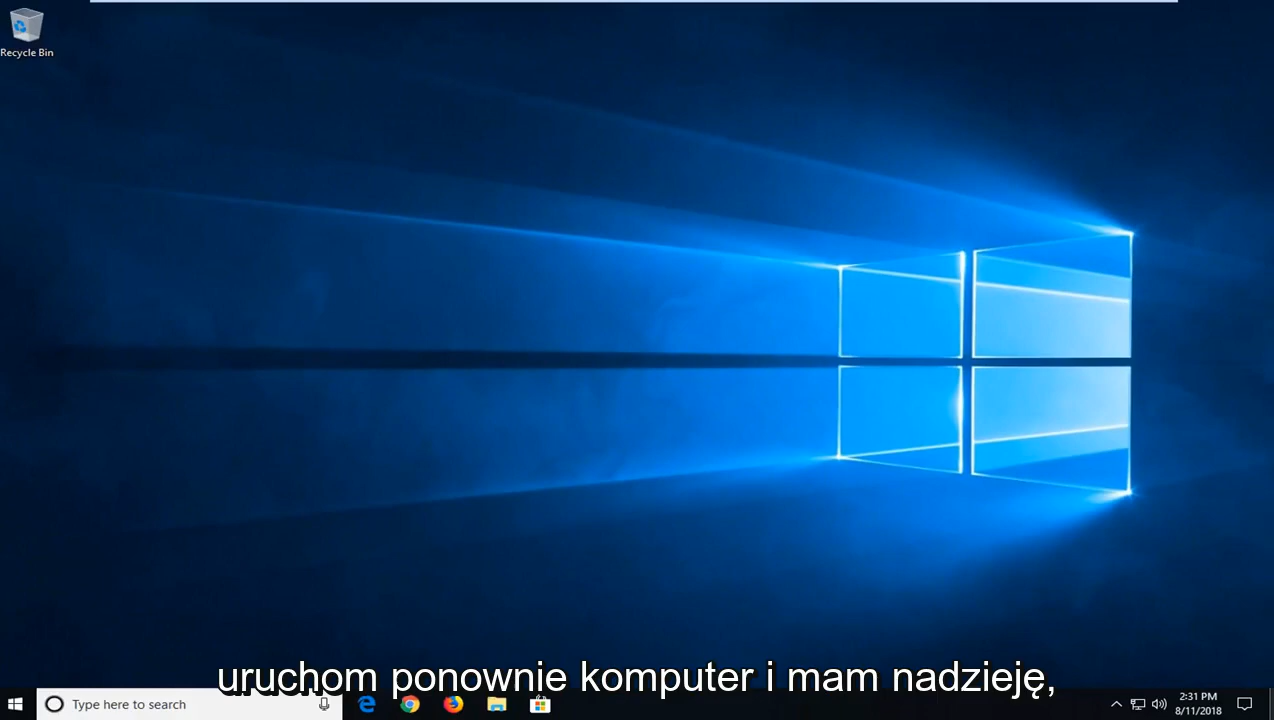 Recycle Bin
uruchom ponownie komputer i mam nadzieję,
Type here to search
2:31 PM
8/11/2018